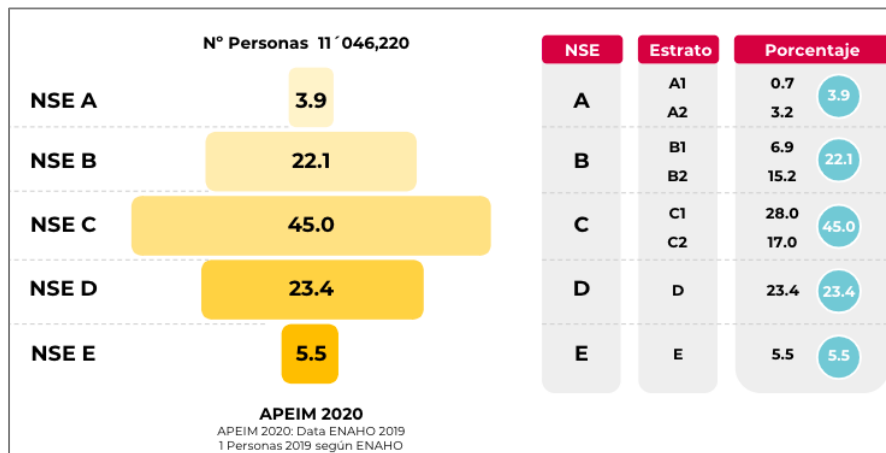 Nº Personas 11´046,220
NSE A 3.9
NSE B 22.1
NSE C 45.0
NSE D 23.4
NSE E 5.5
APEIM 2020
APEIM 2020: Data ENAHO 2019
1 Personas 2019 según ENAHO
NSE Estrato Porcentaje
A A1 0.7 3.9
A2 3.2
B B1 6.9 22.1
B2 15.2
C C1 28.0 45.0
C2 17.0
D D 23.4 23.4
E E 5.5 5.5